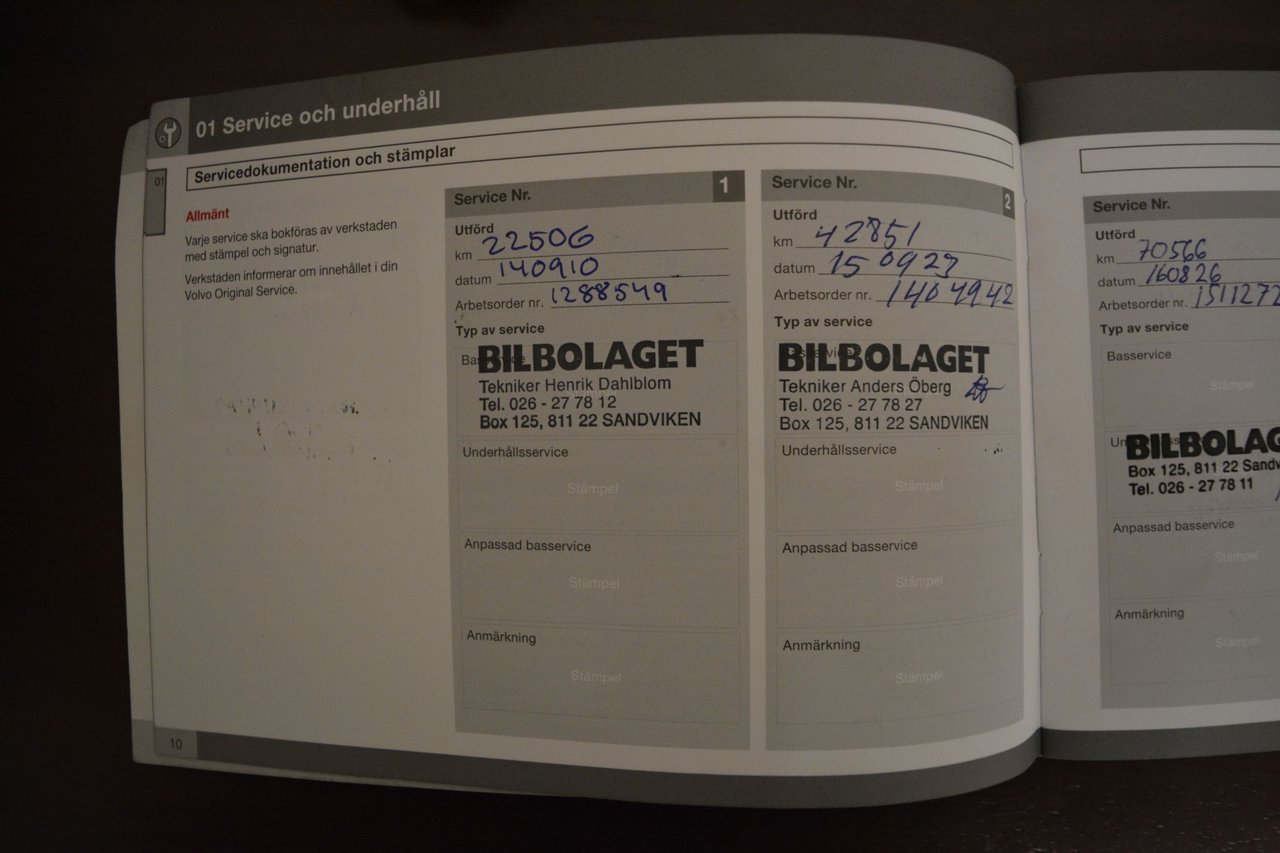 01 Service och underhåll
Servicedokumentation och stämplar
01
Allmänt
Varje service ska bokföras av verkstaden
med stämpel och signatur.
Verkstaden informerar om innehållet i din
Volvo Original Service.
10
Service Nr. 1
Utförd
km 22506
datum 140910
Arbetsorder nr. 1288549
Typ av service
Basservice
BILBOLAGET
Tekniker Henrik Dahlblom
Tel. 026 - 27 78 12
Box 125, 811 22 SANDVIKEN
Underhållsservice
Stämpel
Anpassad basservice
Stämpel
Anmärkning
Stämpel
Service Nr. 2
Utförd
km 42851
datum 150923
Arbetsorder nr. 1404942
Typ av service
Basservice
BILBOLAGET
Tekniker Anders Öberg
Tel. 026 - 27 78 27
Box 125, 811 22 SANDVIKEN
Underhållsservice
Stämpel
Anpassad basservice
Stämpel
Anmärkning
Stämpel
Service Nr.
Utförd
km 70566
datum 160826
Arbetsorder nr. 1511272
Typ av service
Basservice
Stämpel
BILBOLAG
Box 125, 811 22 Sandv
Tel. 026 - 27 78 11
Anpassad basservice
Stämpel
Anmärkning
Stämpel